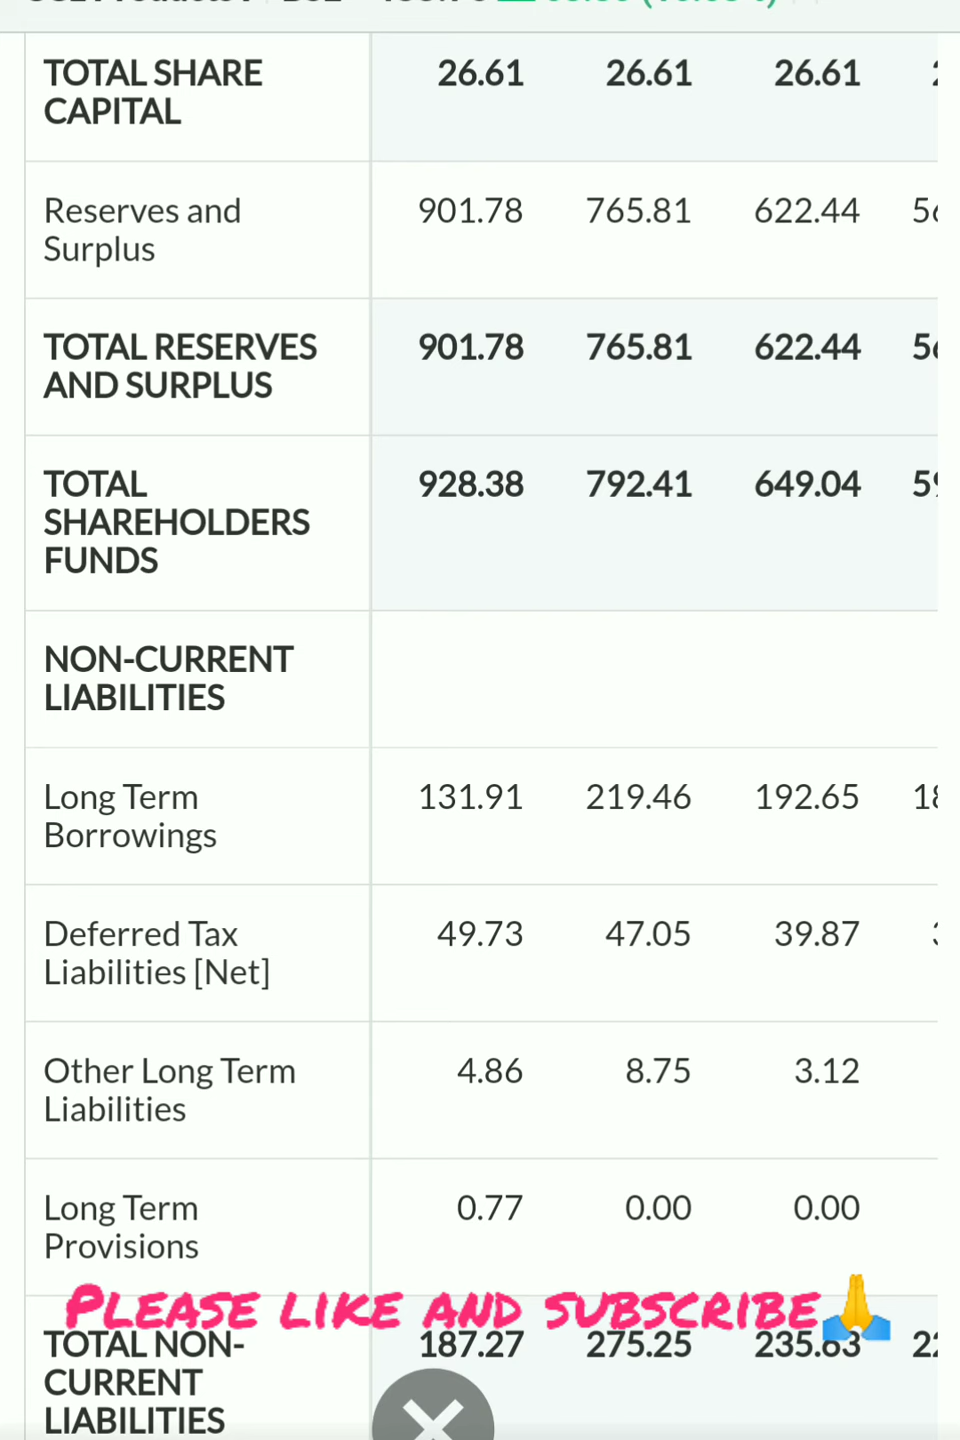 TOTAL SHARE 26.61 26.61 26.61
CAPITAL
Reserves and 901.78 765.81 622.44
Surplus
TOTAL RESERVES 901.78 765.81 622.44
AND SURPLUS
TOTAL 928.38 792.41 649.04
SHAREHOLDERS
FUNDS
NON-CURRENT
LIABILITIES
Long Term 131.91 219.46 192.65
Borrowings
Deferred Tax 49.73 47.05 39.87
Liabilities [Net]
Other Long Term 4.86 8.75 3.12
Liabilities
Long Term 0.77 0.00 0.00
Provisions
PLEASE LIKE AND SUBSCRIBE🙏
TOTAL NON- 187.27 275.25 235.63
CURRENT
LIABILITIES